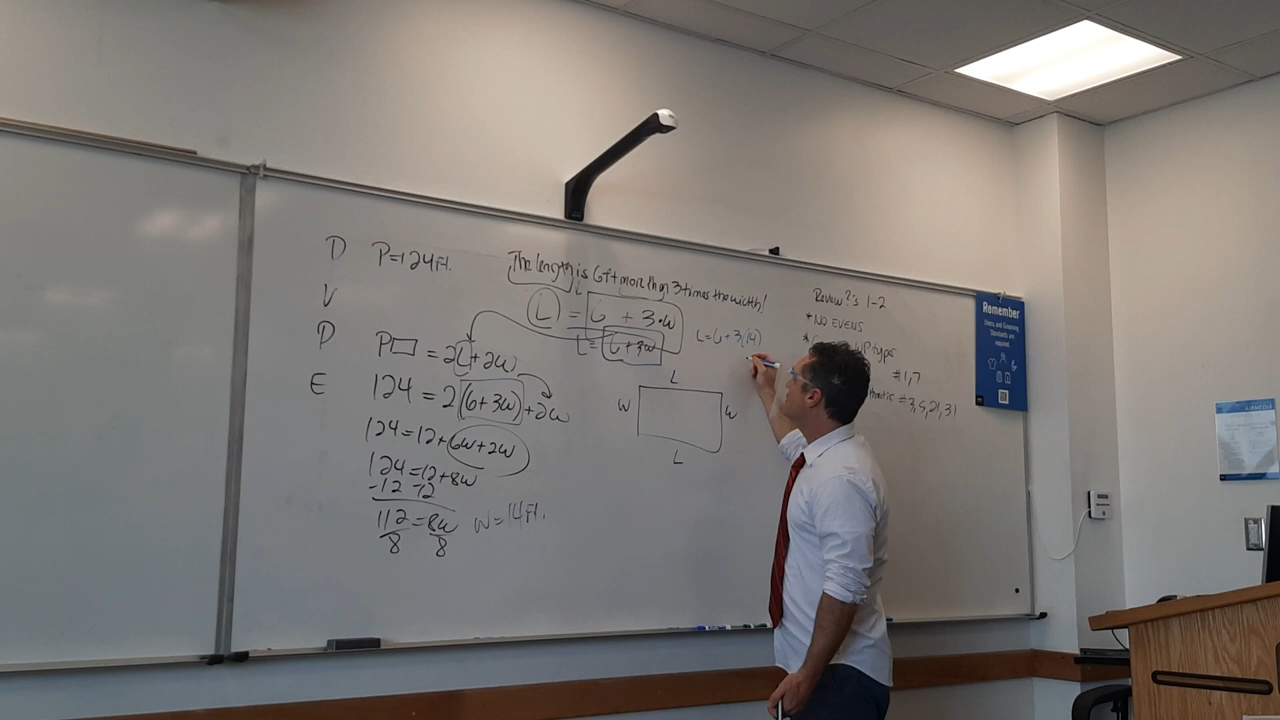 D P=124Ft.
The length is 6ft more than 3 times the width!
V
L = 6 + 3·w
L = 6+3w
L=6+3(14)
P P▭ = 2L+2W
E 124 = 2(6+3w)+2w
124=12+6w+2w
124=12+8w
-12 -12
112=8w W=14Ft.
8 8
L
W W
L
Review ?'s 1-2
*NO EVENS
* WP type
#1,7
#3,5,21,31
Remember